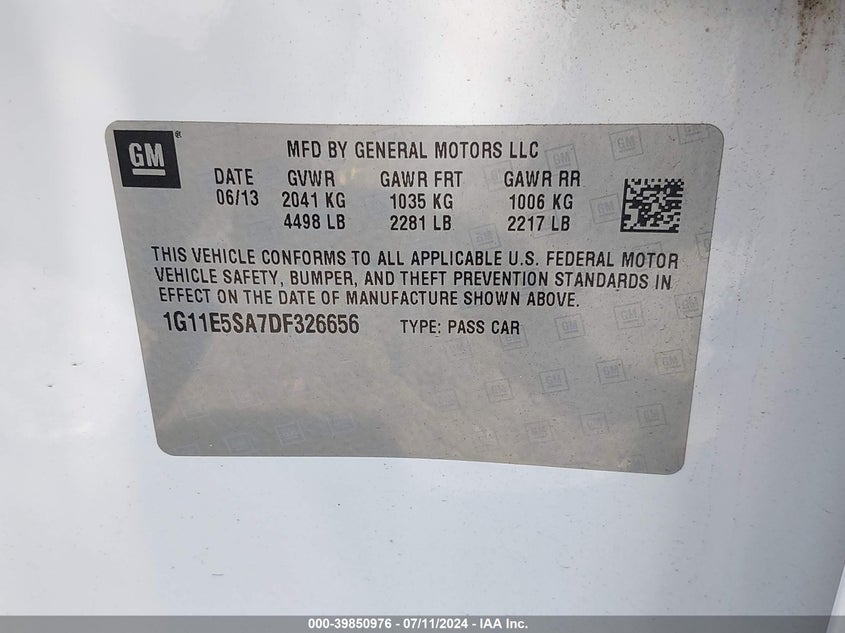 GM
MFD BY GENERAL MOTORS LLC
DATE GVWR GAWR FRT GAWR RR
06/13 2041 KG 1035 KG 1006 KG
4498 LB 2281 LB 2217 LB
THIS VEHICLE CONFORMS TO ALL APPLICABLE U.S. FEDERAL MOTOR
VEHICLE SAFETY, BUMPER, AND THEFT PREVENTION STANDARDS IN
EFFECT ON THE DATE OF MANUFACTURE SHOWN ABOVE.
1G11E5SA7DF326656 TYPE: PASS CAR
000-39850976 - 07/11/2024 - IAA Inc.